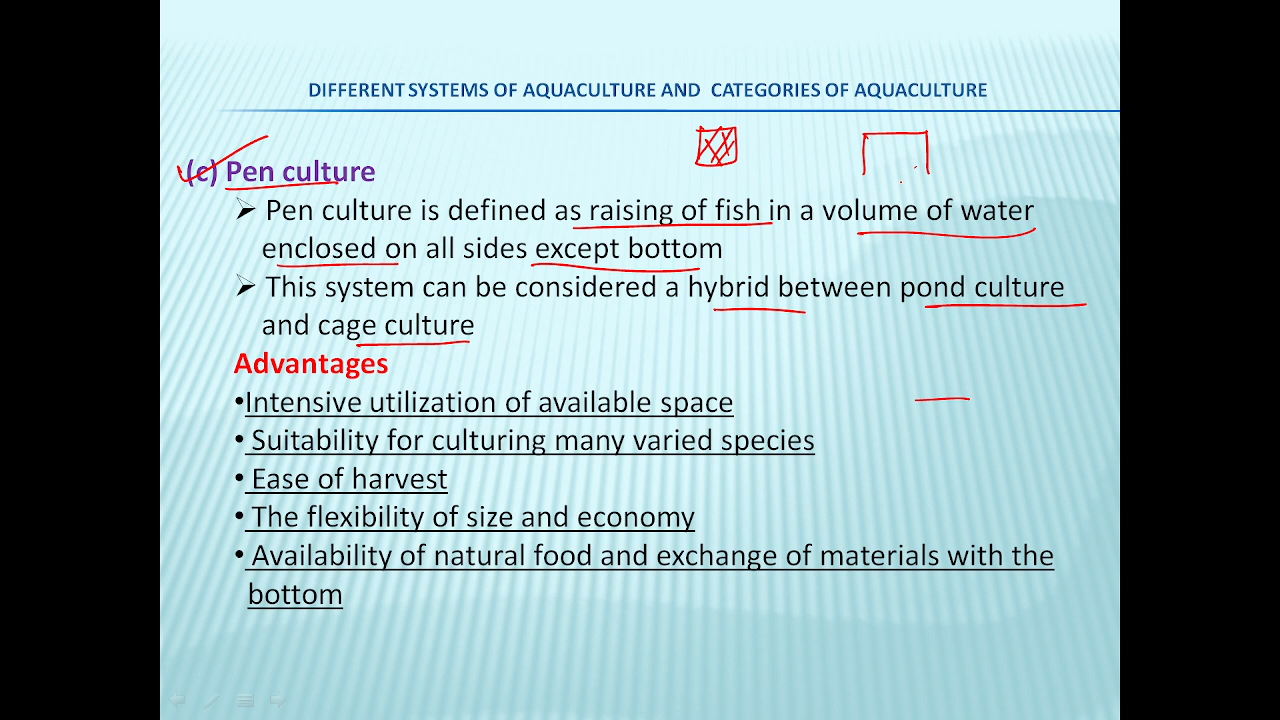 DIFFERENT SYSTEMS OF AQUACULTURE AND CATEGORIES OF AQUACULTURE
(c) Pen culture
➢ Pen culture is defined as raising of fish in a volume of water
enclosed on all sides except bottom
➢ This system can be considered a hybrid between pond culture
and cage culture
Advantages
•Intensive utilization of available space
• Suitability for culturing many varied species
• Ease of harvest
• The flexibility of size and economy
• Availability of natural food and exchange of materials with the
bottom